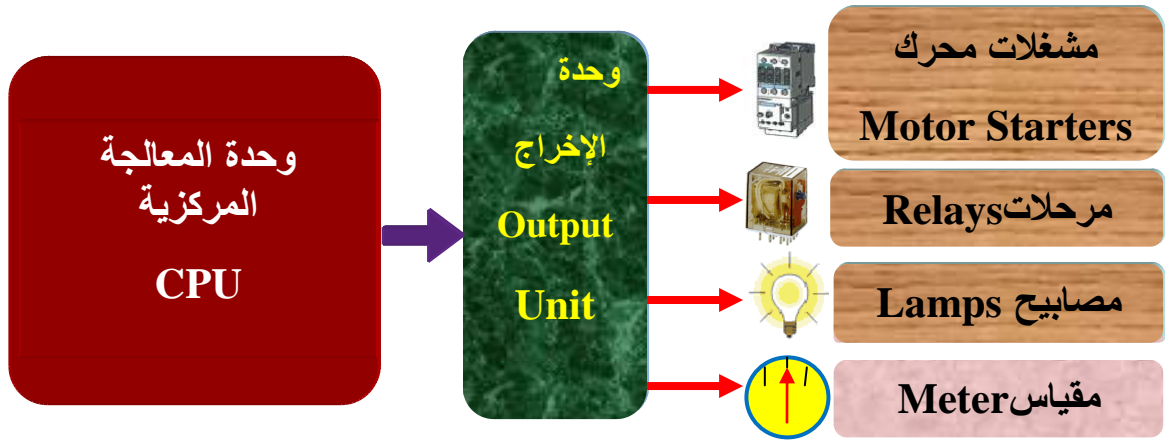 وحدة المعالجة
المركزية
CPU
وحدة
الإخراج
Output
Unit
مشغلات محرك
Motor Starters
مرحلاتRelays
مصابيح Lamps
مقياسMeter